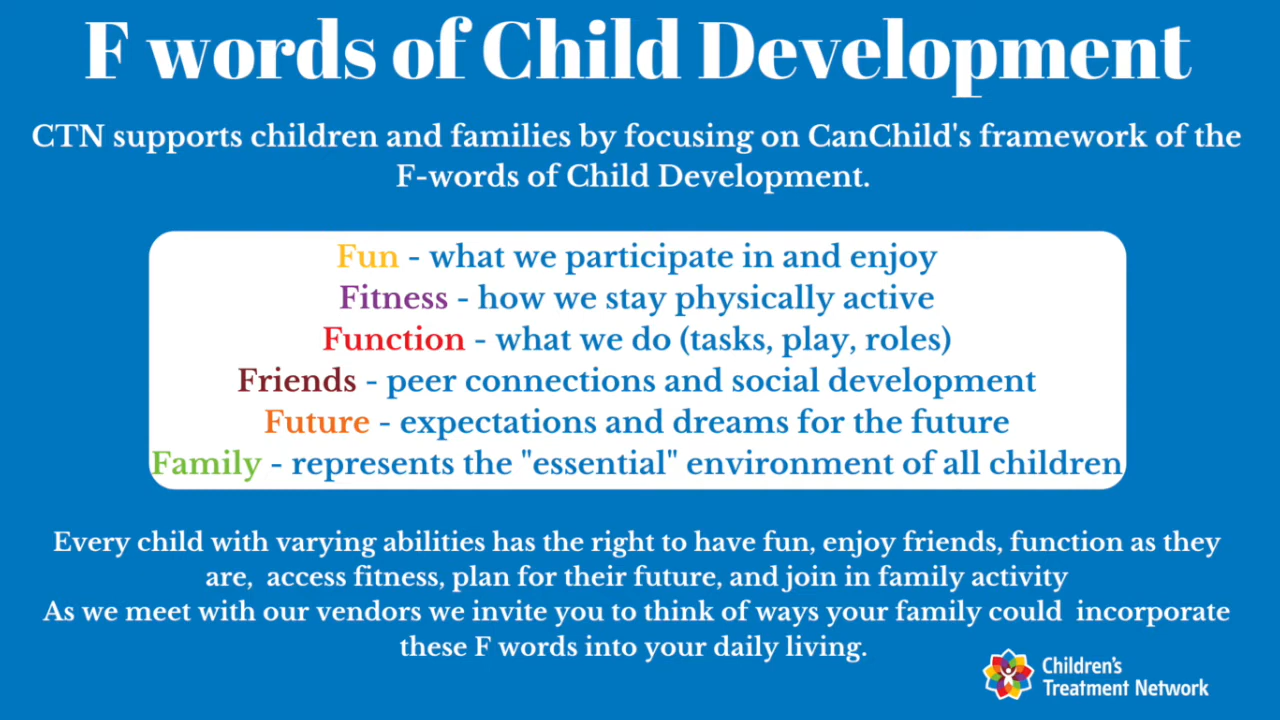 F words of Child Development
CTN supports children and families by focusing on CanChild's framework of the
F-words of Child Development.
Fun - what we participate in and enjoy
Fitness - how we stay physically active
Function - what we do (tasks, play, roles)
Friends - peer connections and social development
Future - expectations and dreams for the future
Family - represents the "essential" environment of all children
Every child with varying abilities has the right to have fun, enjoy friends, function as they
are,  access fitness, plan for their future, and join in family activity
As we meet with our vendors we invite you to think of ways your family could  incorporate
these F words into your daily living.
Children's
Treatment Network